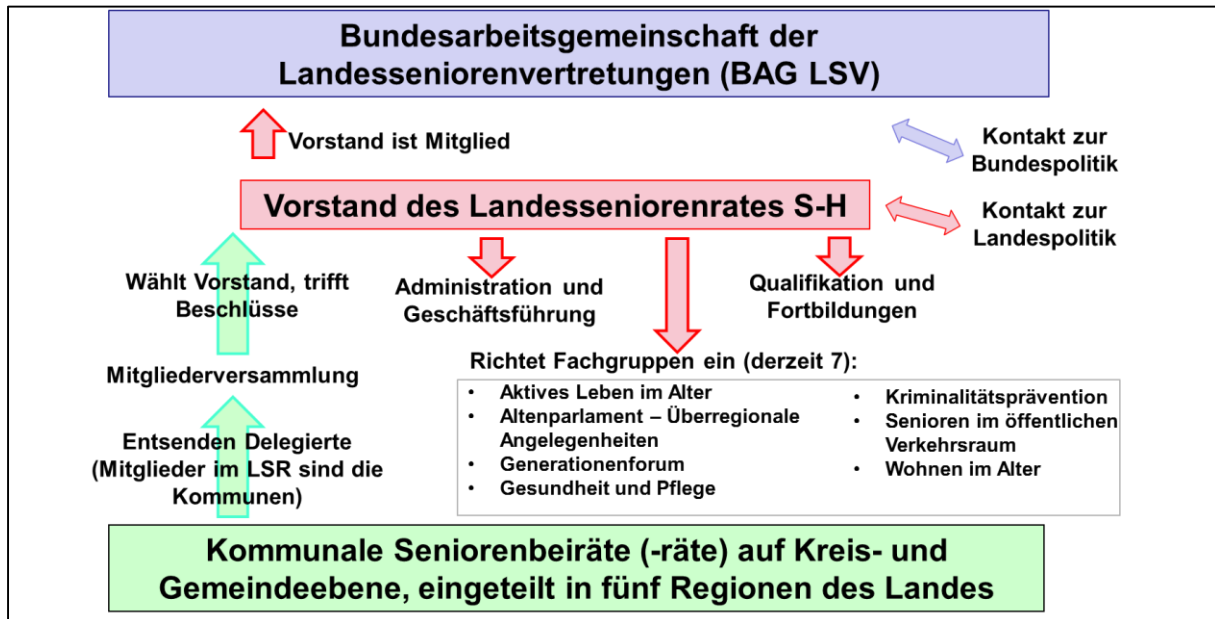 Bundesarbeitsgemeinschaft der
Landesseniorenvertretungen (BAG LSV)
Vorstand ist Mitglied
Kontakt zur
Bundespolitik
Vorstand des Landesseniorenrates S-H
Kontakt zur
Landespolitik
Wählt Vorstand, trifft
Beschlüsse
Administration und
Geschäftsführung
Qualifikation und
Fortbildungen
Mitgliederversammlung
Richtet Fachgruppen ein (derzeit 7):
• Aktives Leben im Alter
• Altenparlament – Überregionale
Angelegenheiten
• Generationenforum
• Gesundheit und Pflege
• Kriminalitätsprävention
• Senioren im öffentlichen
Verkehrsraum
• Wohnen im Alter
Entsenden Delegierte
(Mitglieder im LSR sind die
Kommunen)
Kommunale Seniorenbeiräte (-räte) auf Kreis- und
Gemeindeebene, eingeteilt in fünf Regionen des Landes